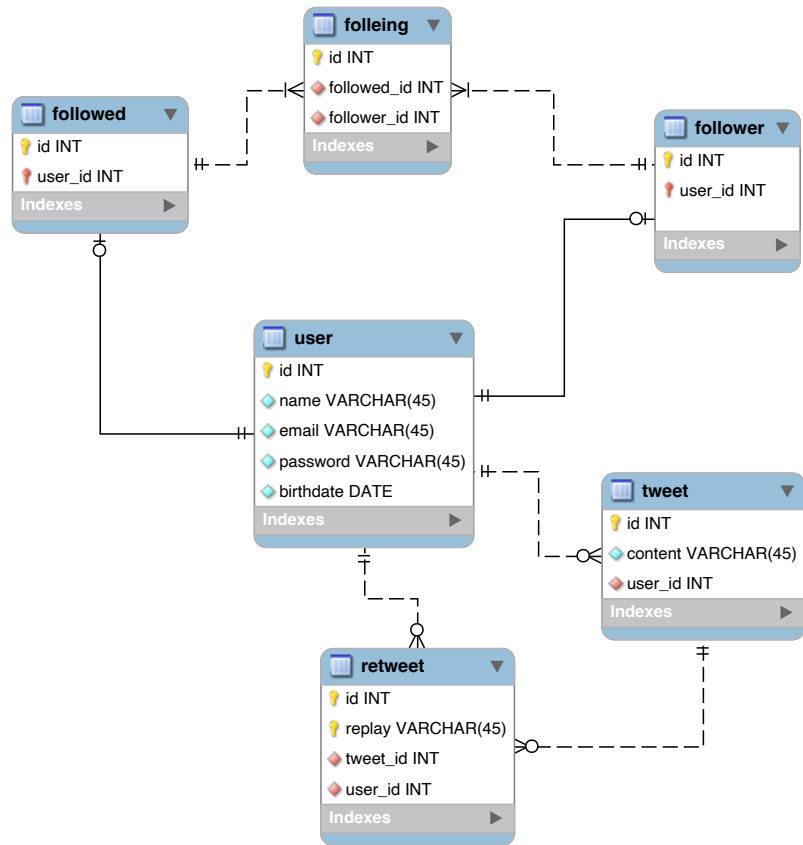 folleing
id INT
followed_id INT
follower_id INT
Indexes
followed
id INT
user_id INT
Indexes
follower
id INT
user_id INT
Indexes
user
id INT
name VARCHAR(45)
email VARCHAR(45)
password VARCHAR(45)
birthdate DATE
Indexes
tweet
id INT
content VARCHAR(45)
user_id INT
Indexes
retweet
id INT
replay VARCHAR(45)
tweet_id INT
user_id INT
Indexes